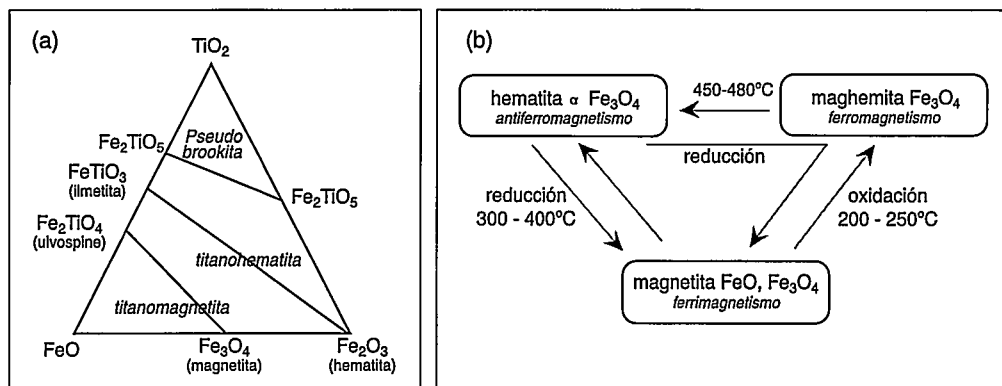 (a)
TiO2
Pseudo
brookita
Fe2TiO5
FeTiO3
(ilmetita)
Fe2TiO5
Fe2TiO4
(ulvospine)
titanohematita
titanomagnetita
FeO
Fe3O4
(magnetita)
Fe2O3
(hematita)
(b)
hematita α Fe3O4
antiferromagnetismo
450-480ºC
maghemita Fe3O4
ferromagnetismo
reducción
reducción
300 - 400ºC
oxidación
200 - 250ºC
magnetita FeO, Fe3O4
ferrimagnetismo